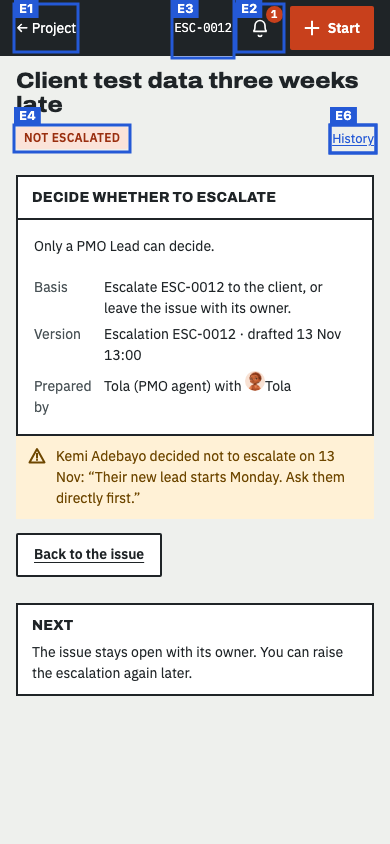 E1
E3
E2
← Project
ESC-0012
1
+ Start
Client test data three weeks
late
E4
E6
NOT ESCALATED
History
DECIDE WHETHER TO ESCALATE
Only a PMO Lead can decide.
Basis
Escalate ESC-0012 to the client, or
leave the issue with its owner.
Version
Escalation ESC-0012 · drafted 13 Nov
13:00
Prepared
by
Tola (PMO agent) with Tola
Kemi Adebayo decided not to escalate on 13
Nov: “Their new lead starts Monday. Ask them
directly first.”
Back to the issue
NEXT
The issue stays open with its owner. You can raise
the escalation again later.